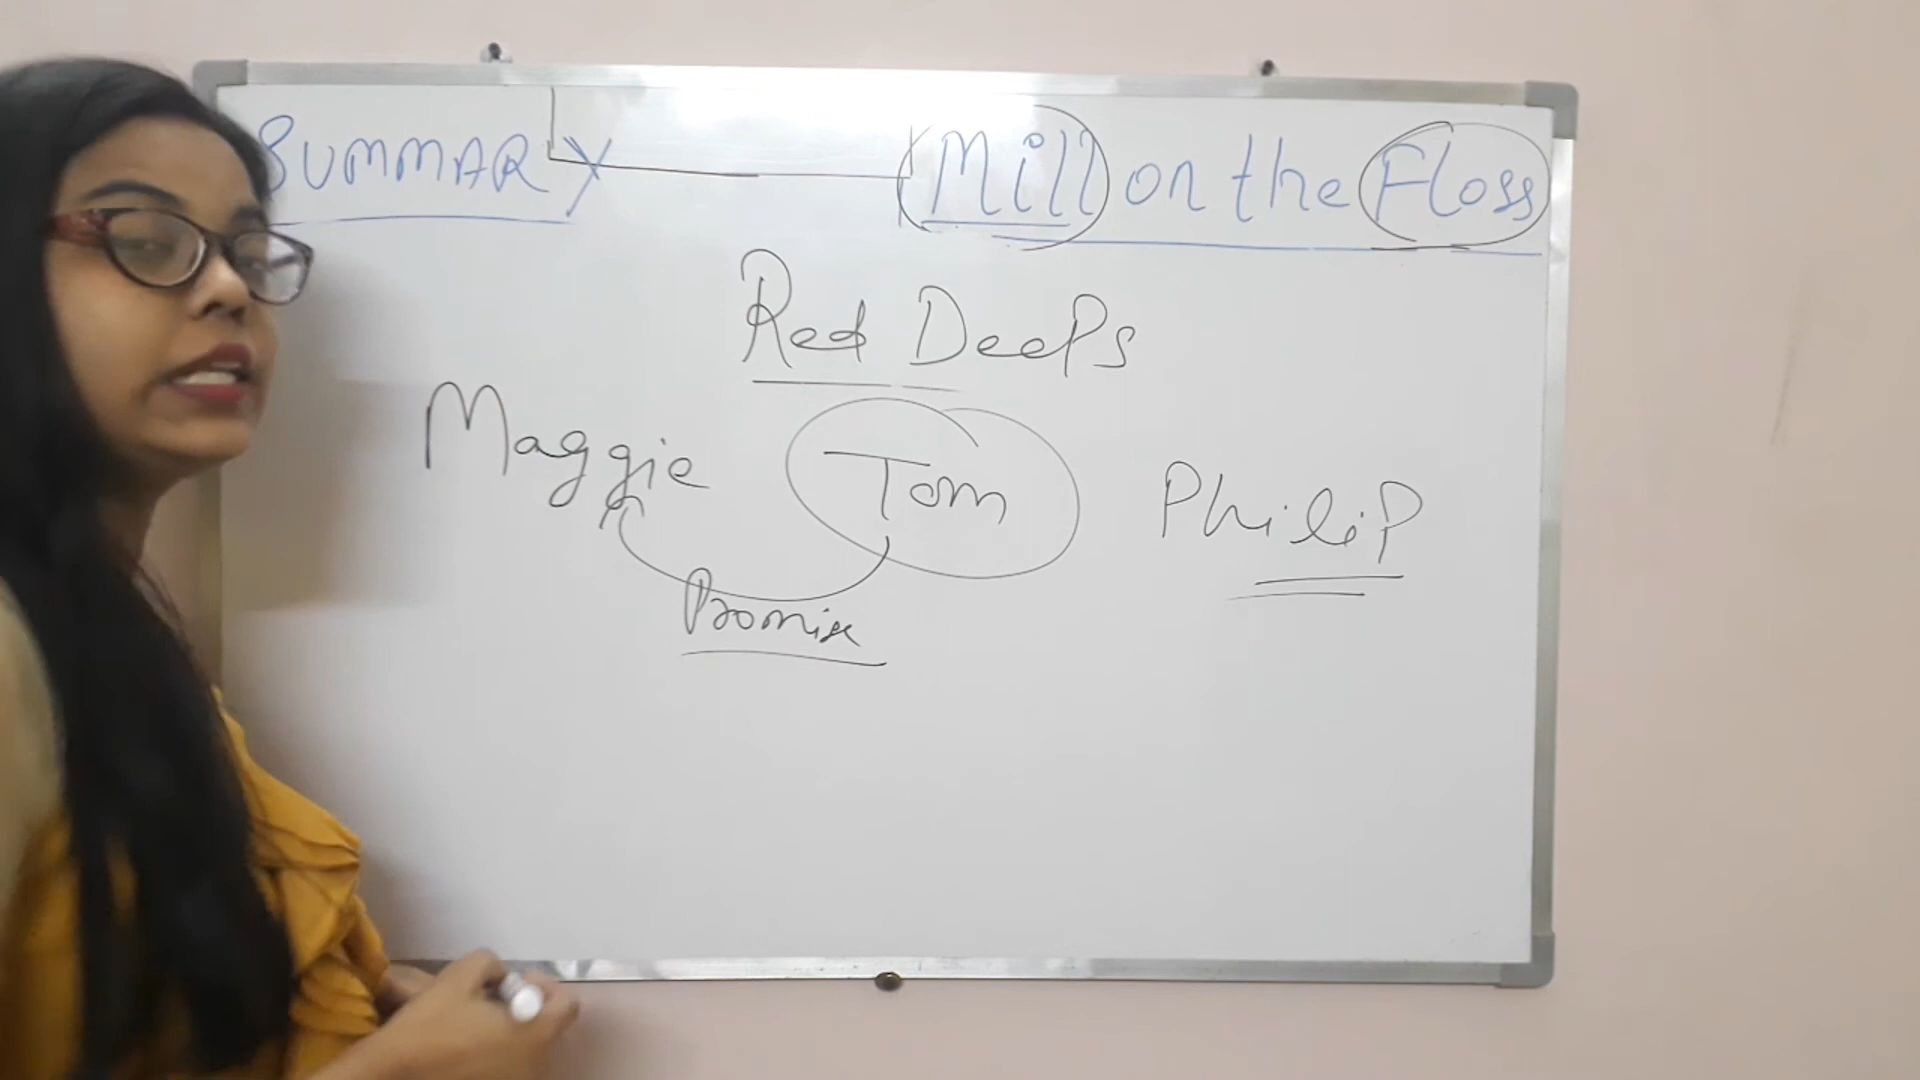 SUMMARY
Mill on the Floss
Red DeePs
Maggie Tom PhiliP
Promise